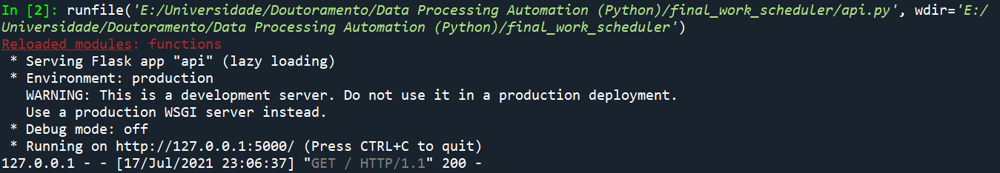 In [2]: runfile('E:/Universidade/Doutoramento/Data Processing Automation (Python)/final_work_scheduler/api.py', wdir='E:/
Universidade/Doutoramento/Data Processing Automation (Python)/final_work_scheduler')
Reloaded modules: functions
 * Serving Flask app "api" (lazy loading)
 * Environment: production
   WARNING: This is a development server. Do not use it in a production deployment.
   Use a production WSGI server instead.
 * Debug mode: off
 * Running on http://127.0.0.1:5000/ (Press CTRL+C to quit)
127.0.0.1 - - [17/Jul/2021 23:06:37] "GET / HTTP/1.1" 200 -